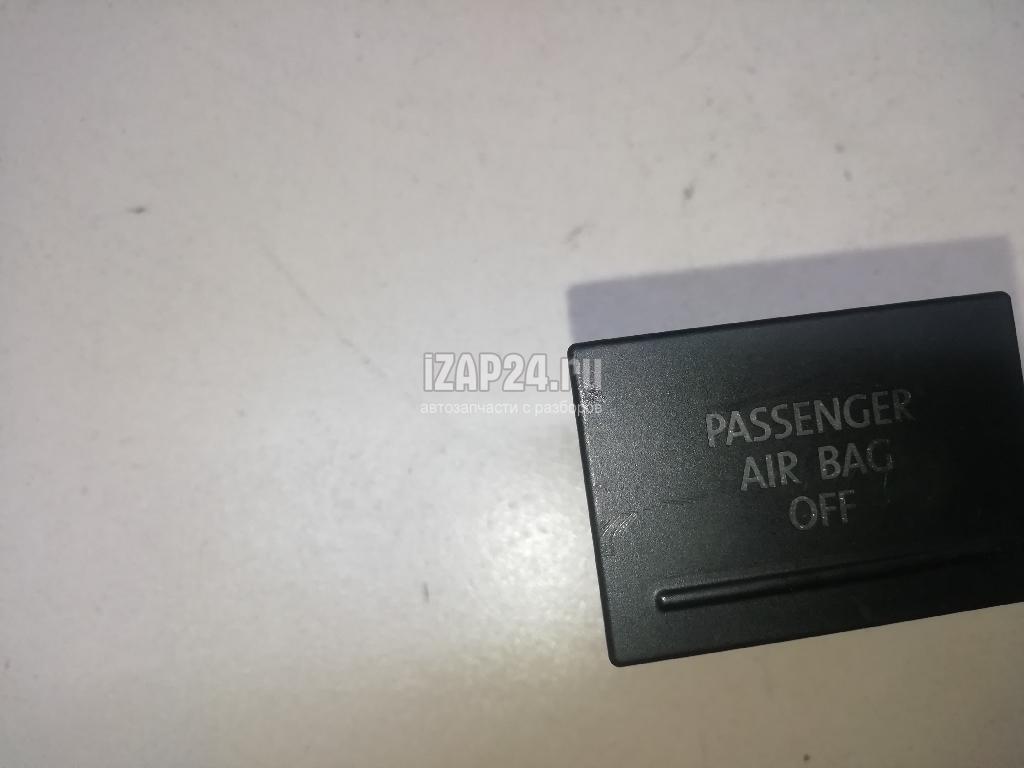 iZAP24.ru
автозапчасти с разборов
PASSENGER
AIR BAG
OFF